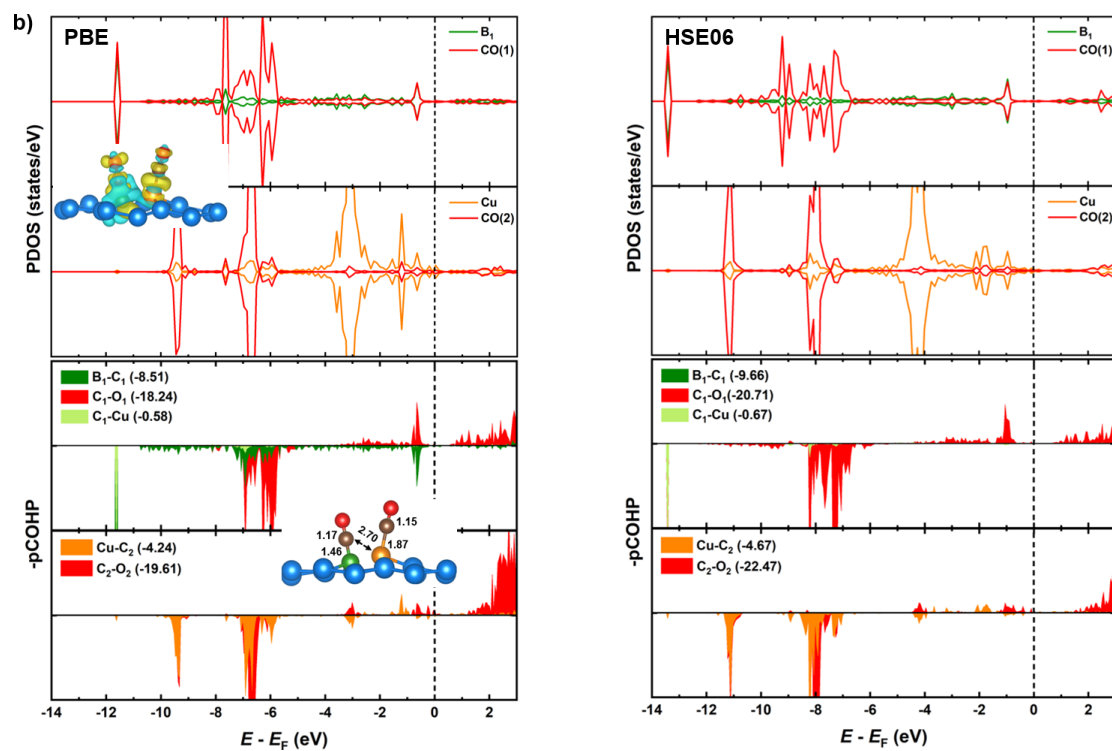 b)
PBE
B₁
CO(1)
PDOS (states/eV)
Cu
CO(2)
B₁-C₁ (-8.51)
C₁-O₁ (-18.24)
C₁-Cu (-0.58)
-pCOHP
1.17
2.70
1.15
1.46
1.87
Cu-C₂ (-4.24)
C₂-O₂ (-19.61)
-14 -12 -10 -8 -6 -4 -2 0 2
E - E_F (eV)
HSE06
B₁
CO(1)
PDOS (states/eV)
Cu
CO(2)
B₁-C₁ (-9.66)
C₁-O₁ (-20.71)
C₁-Cu (-0.67)
-pCOHP
Cu-C₂ (-4.67)
C₂-O₂ (-22.47)
-14 -12 -10 -8 -6 -4 -2 0 2
E - E_F (eV)